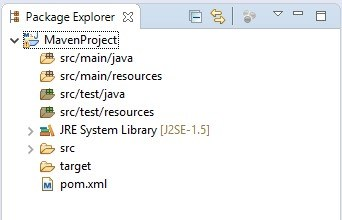 Package Explorer
MavenProject
src/main/java
src/main/resources
src/test/java
src/test/resources
JRE System Library [J2SE-1.5]
src
target
pom.xml